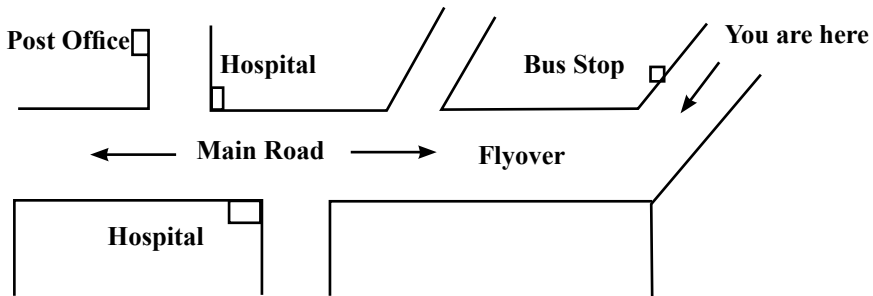 Post Office
Hospital
Bus Stop
You are here
Main Road
Flyover
Hospital